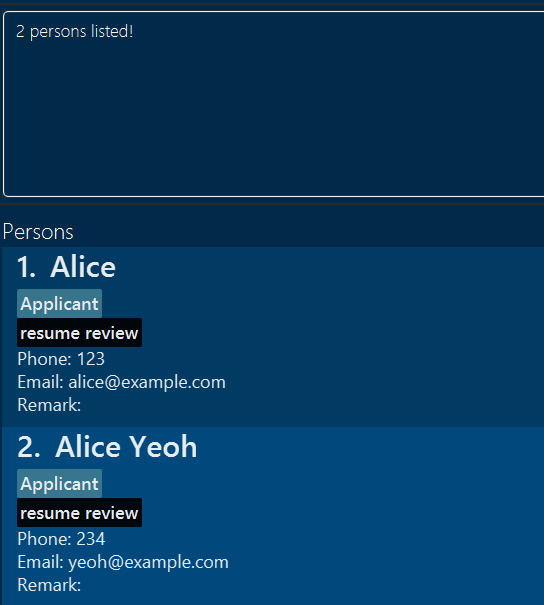 2 persons listed!
Persons
1. Alice
Applicant
resume review
Phone: 123
Email: alice@example.com
Remark:
2. Alice Yeoh
Applicant
resume review
Phone: 234
Email: yeoh@example.com
Remark: